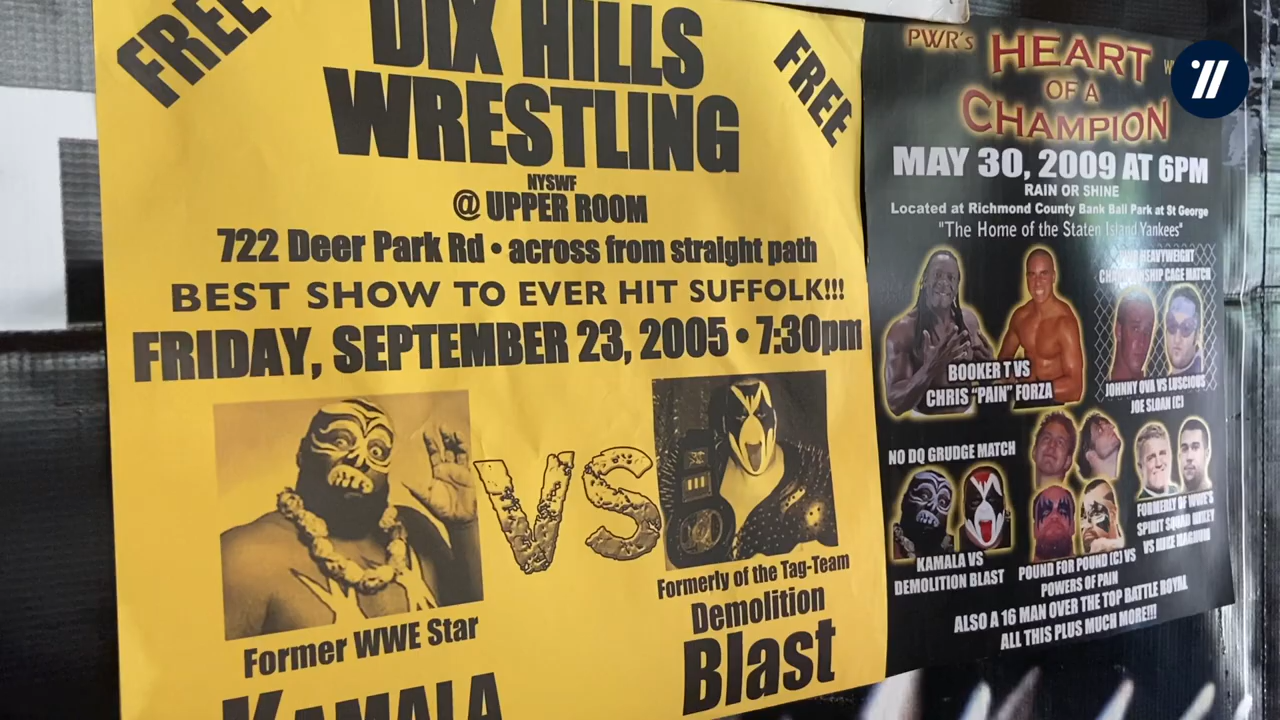 FREE
DIX HILLS
WRESTLING
FREE
NYSWF
@ UPPER ROOM
722 Deer Park Rd • across from straight path
BEST SHOW TO EVER HIT SUFFOLK!!!
FRIDAY, SEPTEMBER 23, 2005 • 7:30pm
VS
Former WWE Star
KAMALA
Formerly of the Tag-Team
Demolition
Blast
PWR's
HEART
OF A
CHAMPION
MAY 30, 2009 AT 6PM
RAIN OR SHINE
Located at Richmond County Bank Ball Park at St George
"The Home of the Staten Island Yankees"
BOOKER T VS
CHRIS "PAIN" FORZA
HEAVYWEIGHT
CHAMPIONSHIP CAGE MATCH
JOHNNY OVA VS LUSCIOUS
JOE SLOAN (C)
NO DQ GRUDGE MATCH
KAMALA VS
DEMOLITION BLAST
POUND FOR POUND (C) VS
POWERS OF PAIN
FORMERLY OF WWE'S
SPIRIT SQUAD MIKEY
VS MIKE MAGNUM
ALSO A 16 MAN OVER THE TOP BATTLE ROYAL
ALL THIS PLUS MUCH MORE!!!